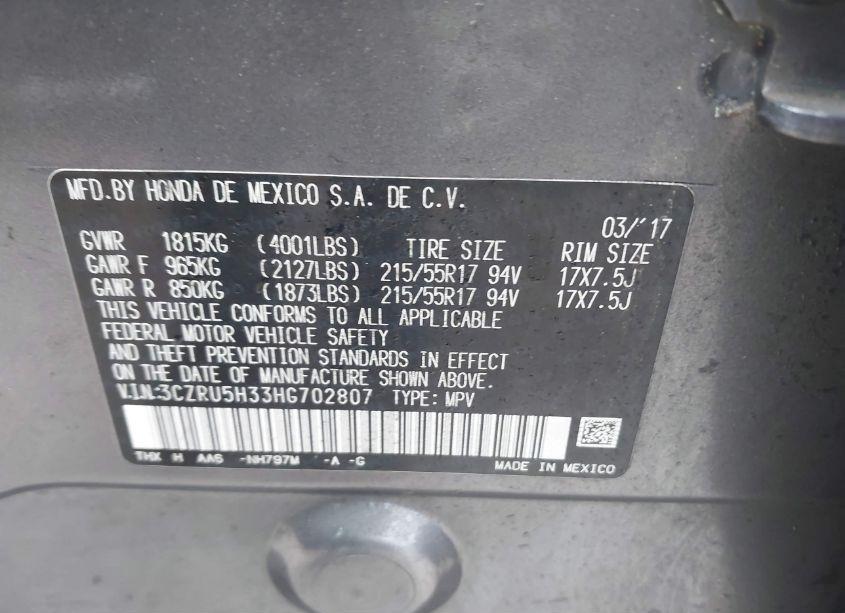 MFD.BY HONDA DE MEXICO S.A. DE C.V.
03/'17
GVWR 1815KG (4001LBS) TIRE SIZE RIM SIZE
GAWR F 965KG (2127LBS) 215/55R17 94V 17X7.5J
GAWR R 850KG (1873LBS) 215/55R17 94V 17X7.5J
THIS VEHICLE CONFORMS TO ALL APPLICABLE
FEDERAL MOTOR VEHICLE SAFETY
AND THEFT PREVENTION STANDARDS IN EFFECT
ON THE DATE OF MANUFACTURE SHOWN ABOVE.
V.I.N:3CZRU5H33HG702807 TYPE: MPV
THX H AAS -NH797M -A -G
MADE IN MEXICO